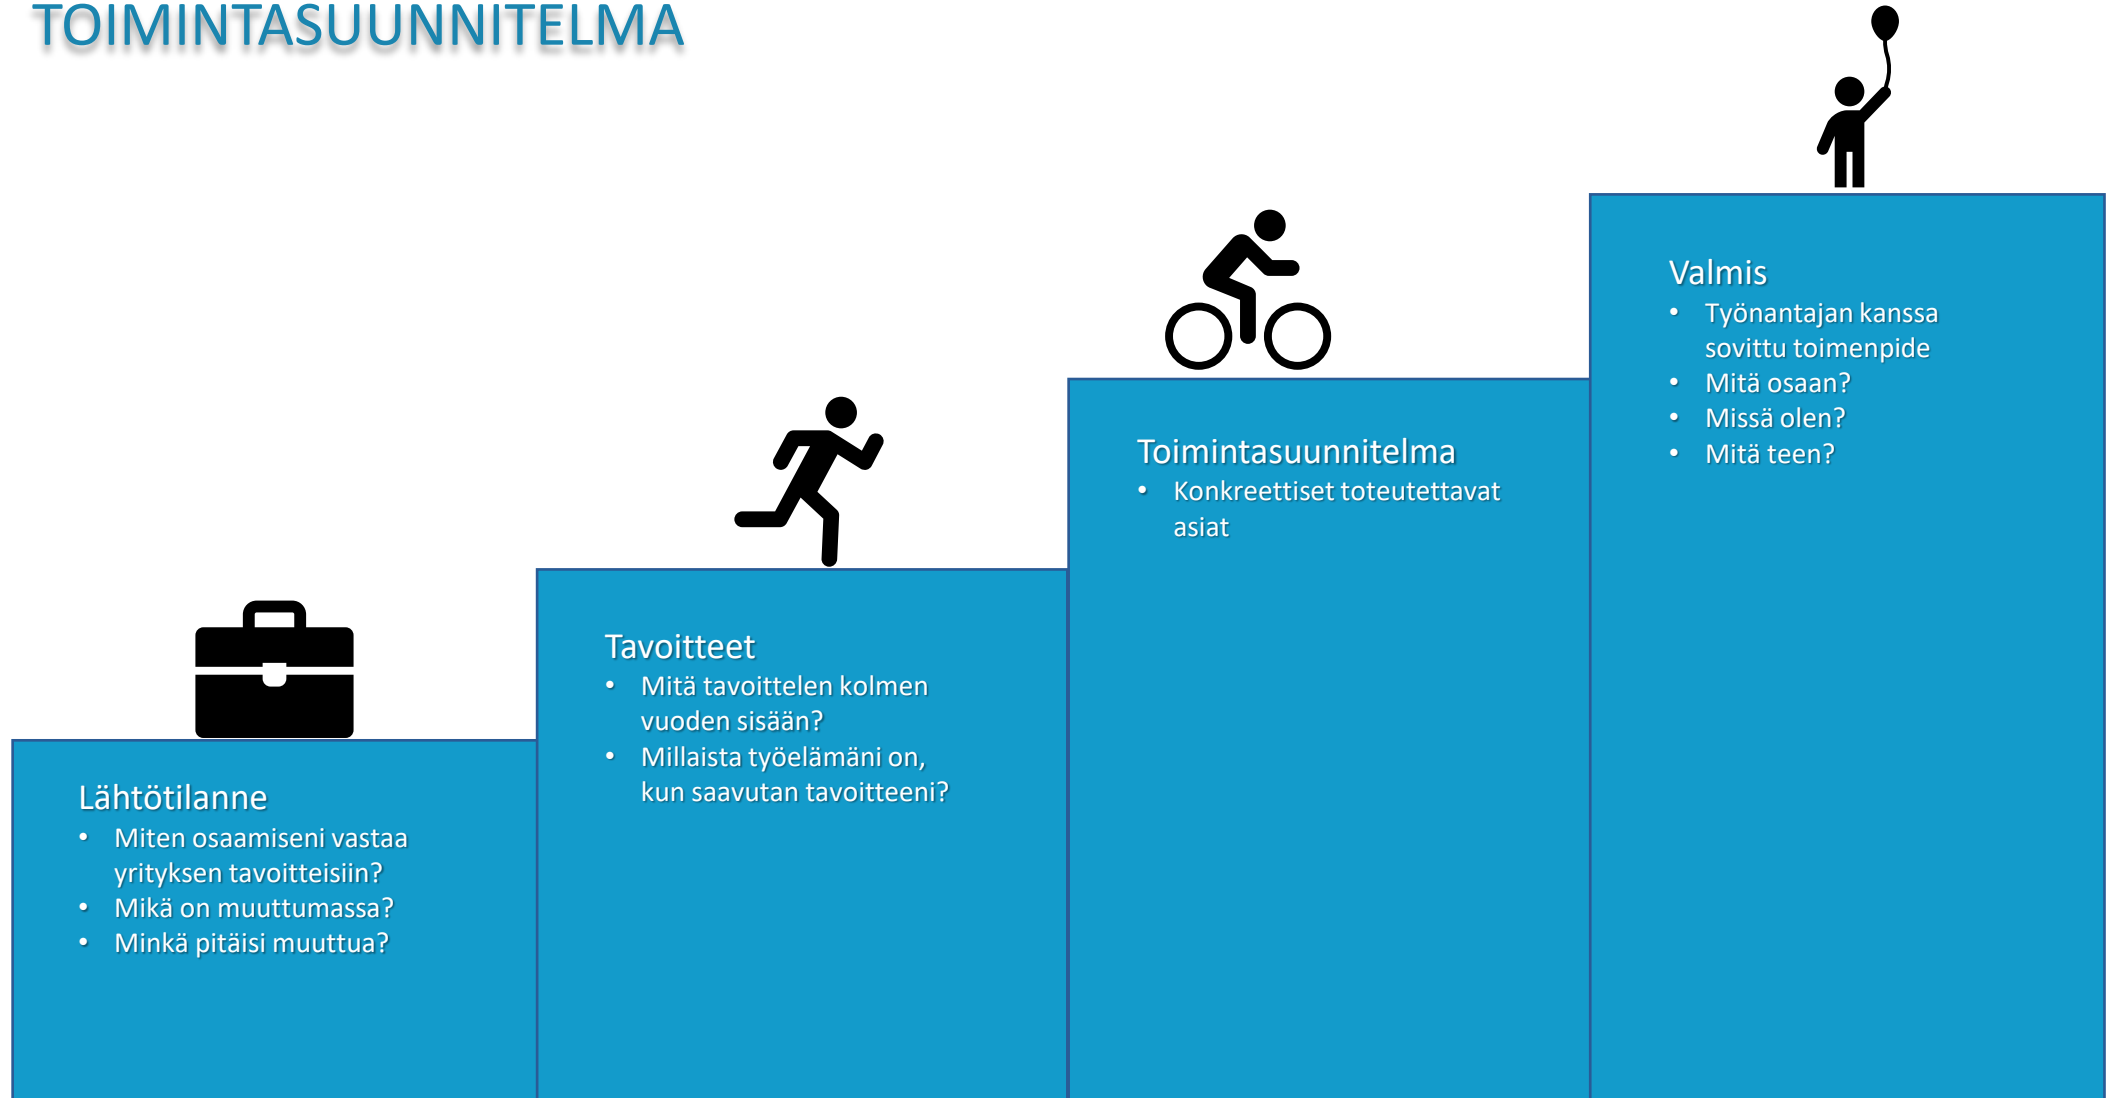 TOIMINTASUUNNITELMA
Lähtötilanne
• Miten osaamiseni vastaa
yrityksen tavoitteisiin?
• Mikä on muuttumassa?
• Minkä pitäisi muuttua?
Tavoitteet
• Mitä tavoittelen kolmen
vuoden sisään?
• Millaista työelämäni on,
kun saavutan tavoitteeni?
Toimintasuunnitelma
• Konkreettiset toteutettavat
asiat
Valmis
• Työnantajan kanssa
sovittu toimenpide
• Mitä osaan?
• Missä olen?
• Mitä teen?